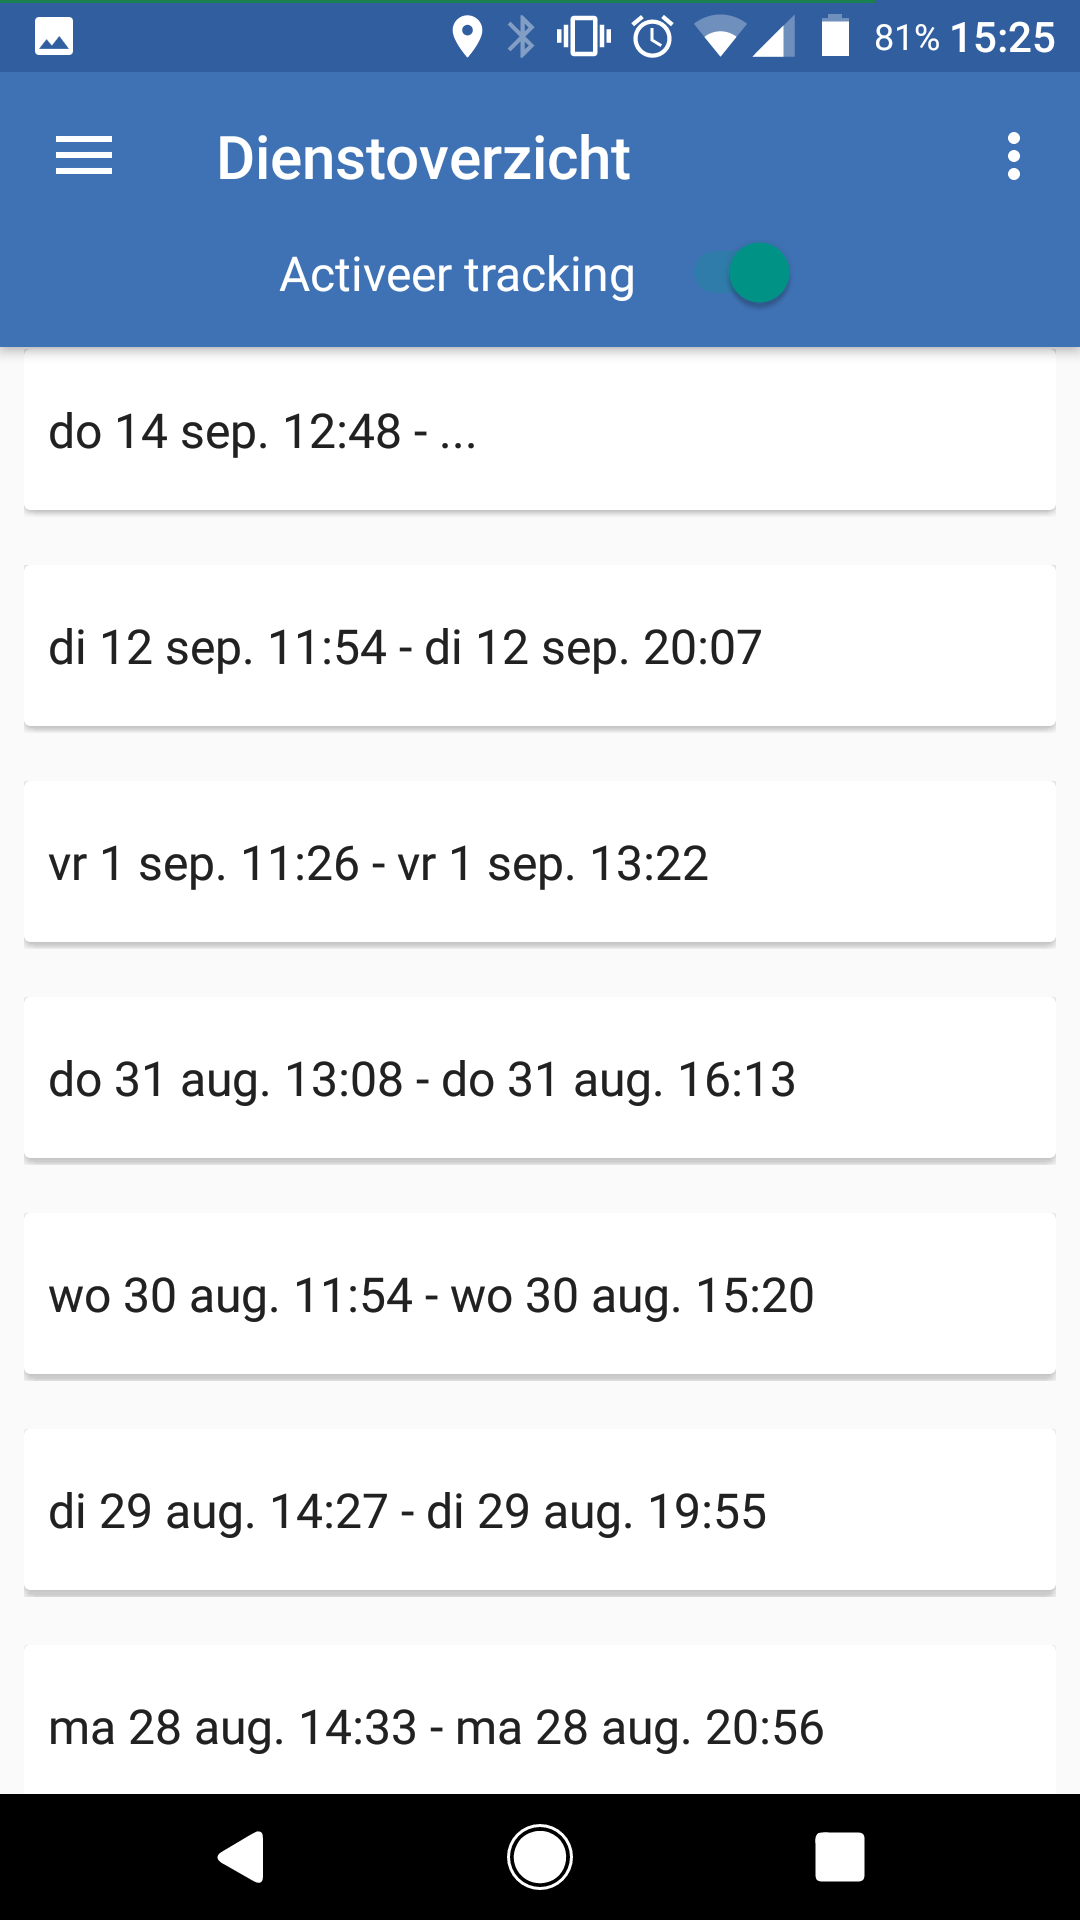 81% 15:25
Dienstoverzicht
Activeer tracking
do 14 sep. 12:48 - ...
di 12 sep. 11:54 - di 12 sep. 20:07
vr 1 sep. 11:26 - vr 1 sep. 13:22
do 31 aug. 13:08 - do 31 aug. 16:13
wo 30 aug. 11:54 - wo 30 aug. 15:20
di 29 aug. 14:27 - di 29 aug. 19:55
ma 28 aug. 14:33 - ma 28 aug. 20:56